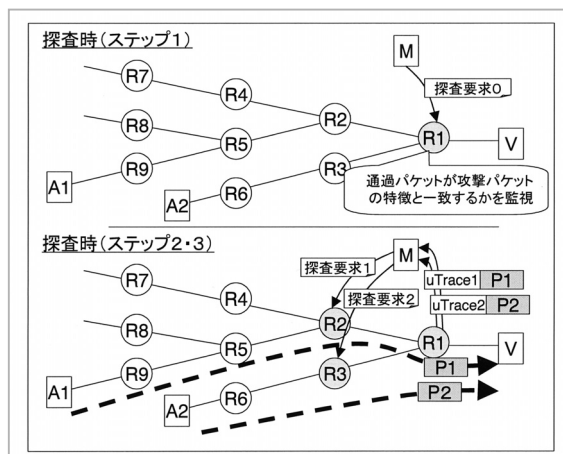 探査時(ステップ1)
M
R7
探査要求0
R4
R2
R8
R1
V
R5
R9
R3
A1
R6
A2
通過パケットが攻撃パケット
の特徴と一致するかを監視
探査時(ステップ2・3)
M
探査要求1
uTrace1 P1
R7
探査要求2
uTrace2 P2
R4
R2
R8
R1
V
R5
P1
R9
R3
A1
P2
R6
A2